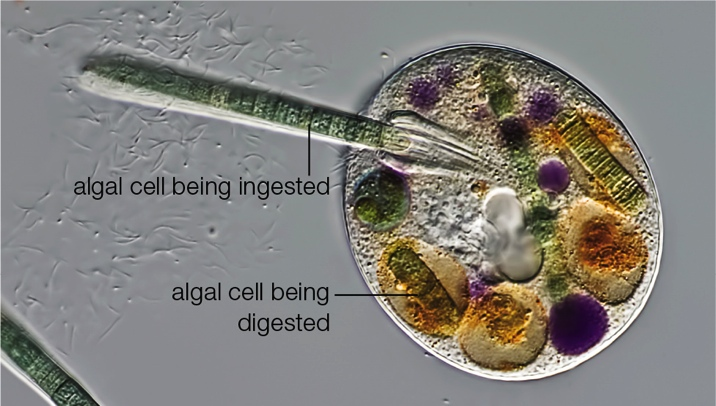 algal cell being ingested
algal cell being
digested